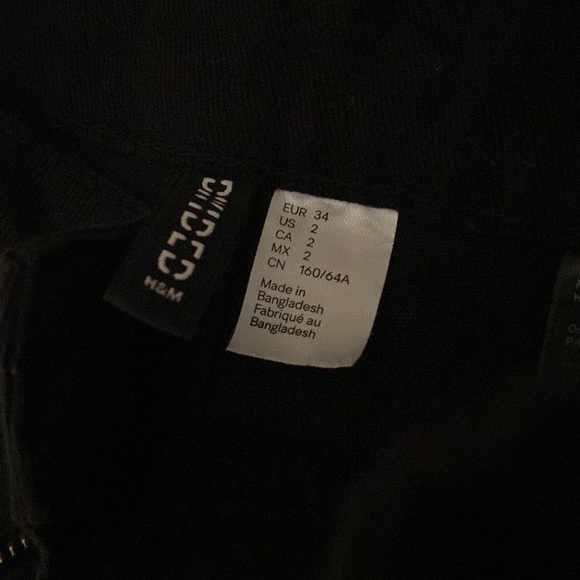 DIVIDED
H&M
EUR 34
US 2
CA 2
MX 2
CN 160/64A
Made in
Bangladesh
Fabriqué au
Bangladesh